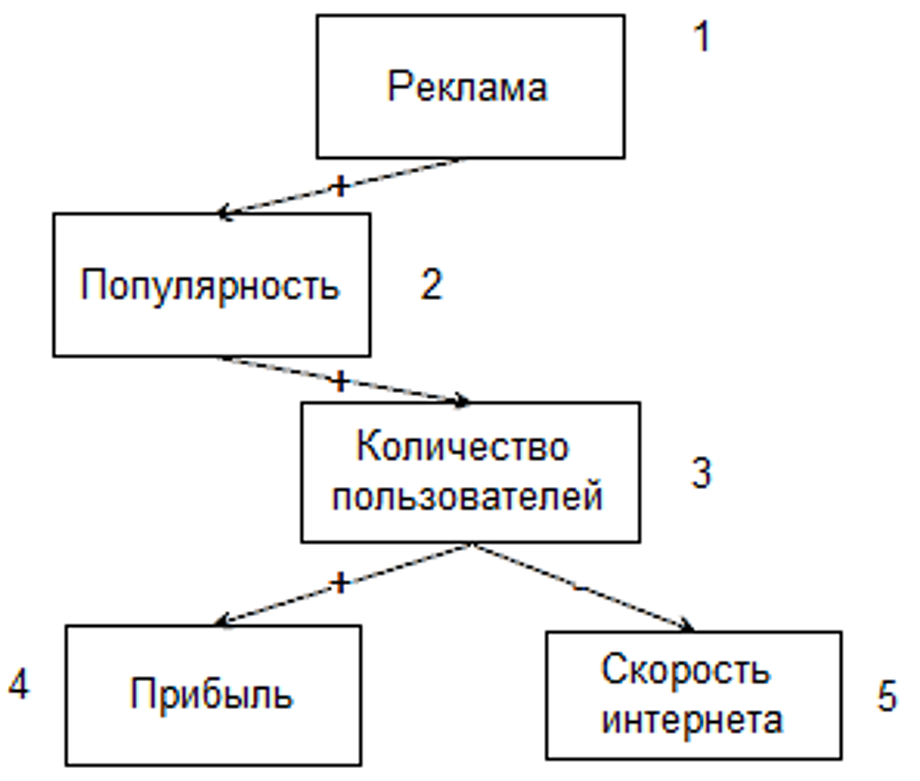 Реклама
1
+
Популярность
2
+
Количество
пользователей
3
+
-
4
Прибыль
Скорость
интернета
5